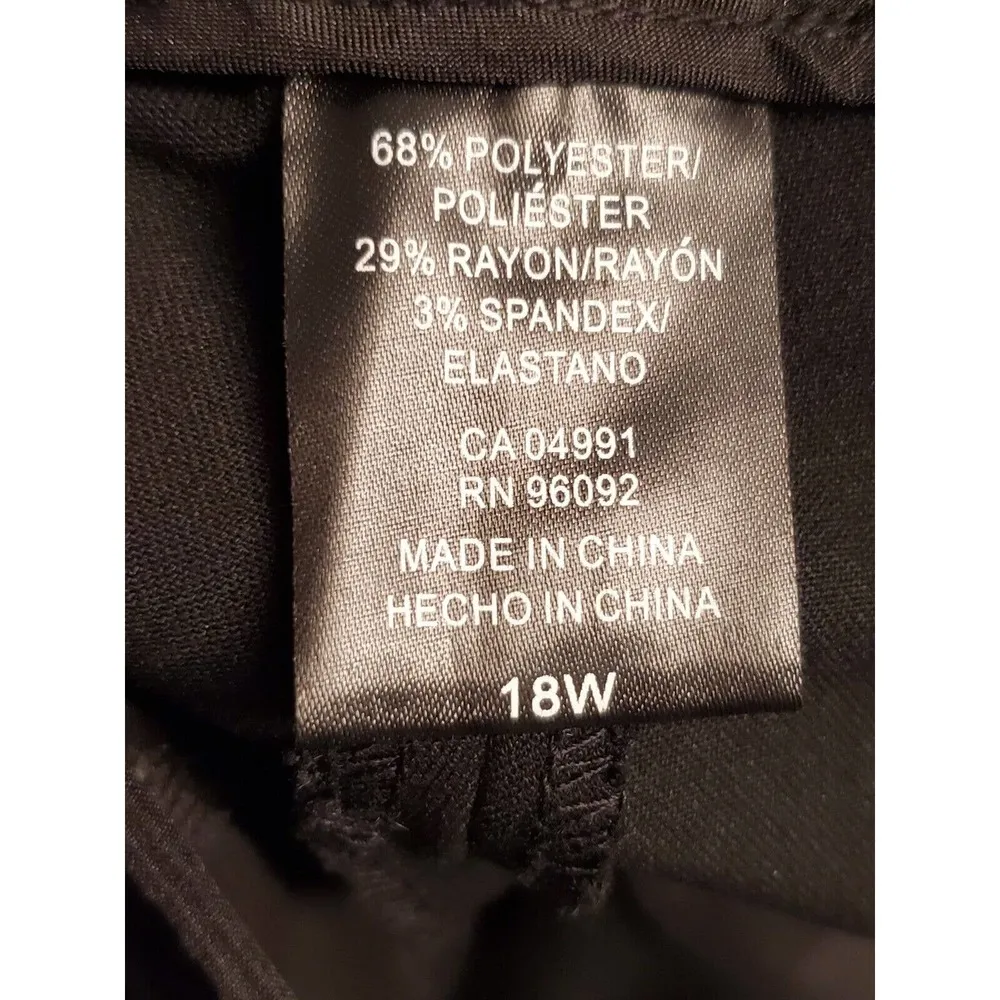 68% POLYESTER/
POLIÉSTER
29% RAYON/RAYÓN
3% SPANDEX/
ELASTANO
CA 04991
RN 96092
MADE IN CHINA
HECHO IN CHINA
18W